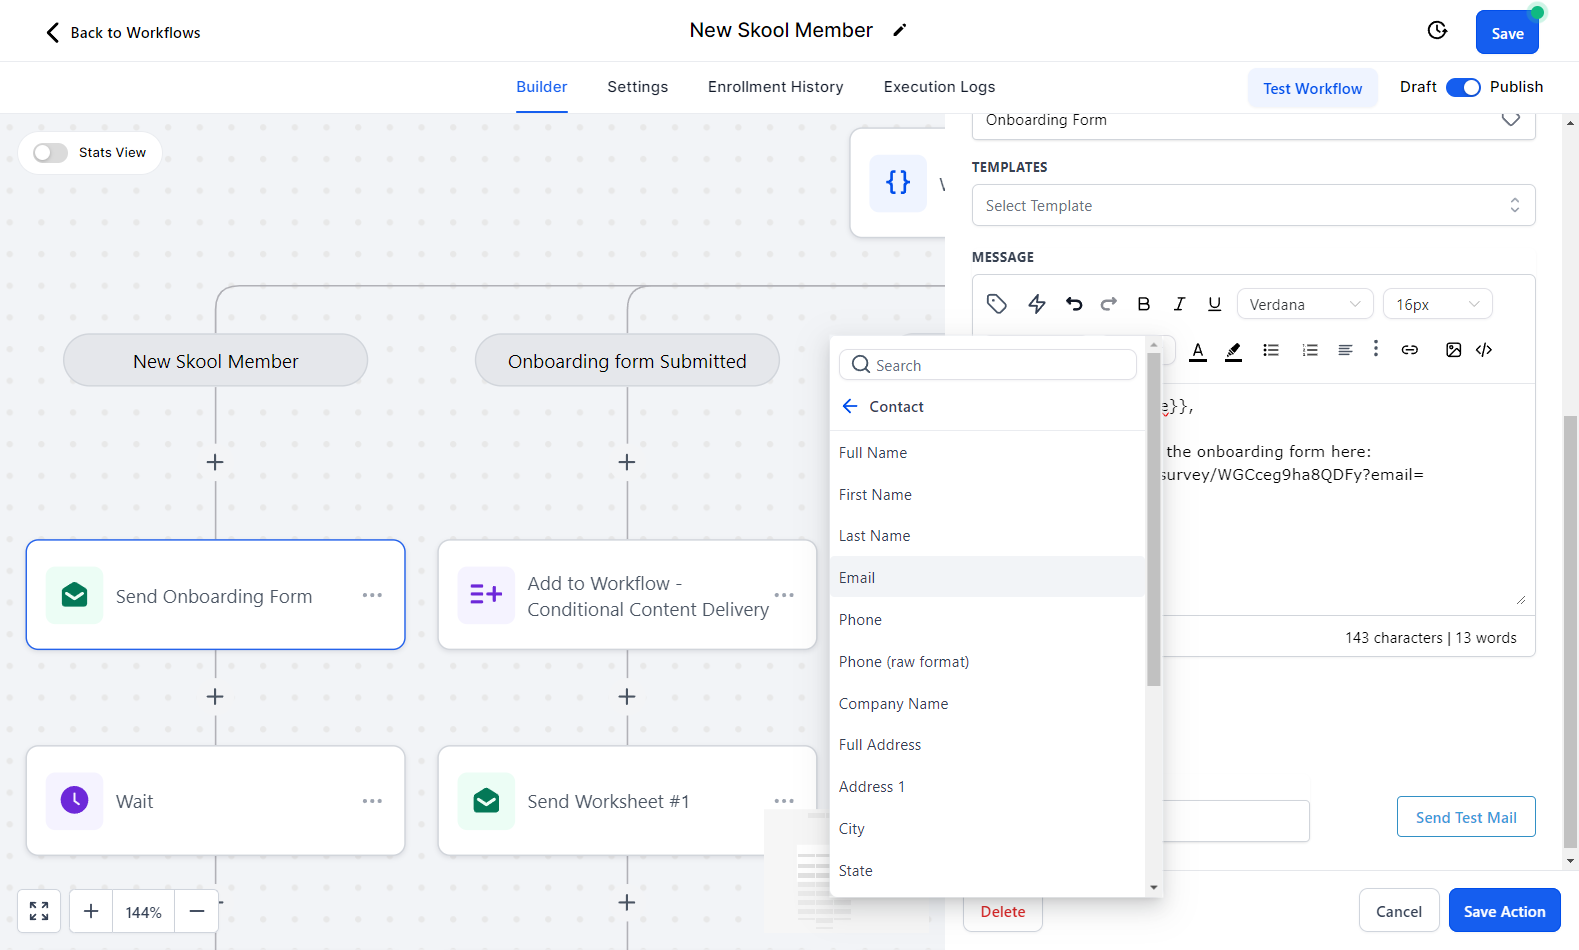 Back to Workflows
New Skool Member
Save
Builder
Settings
Enrollment History
Execution Logs
Test Workflow
Draft
Publish
Stats View
{}
Onboarding Form
TEMPLATES
Select Template
MESSAGE
B
I
U
Verdana
16px
A
New Skool Member
Onboarding form Submitted
Search
Contact
e}},
the onboarding form here:
survey/WGCceg9ha8QDFy?email=
Full Name
First Name
Last Name
Email
Phone
Phone (raw format)
Company Name
Full Address
Address 1
City
State
Send Onboarding Form
Add to Workflow -
Conditional Content Delivery
143 characters | 13 words
Wait
Send Worksheet #1
Send Test Mail
144%
Delete
Cancel
Save Action